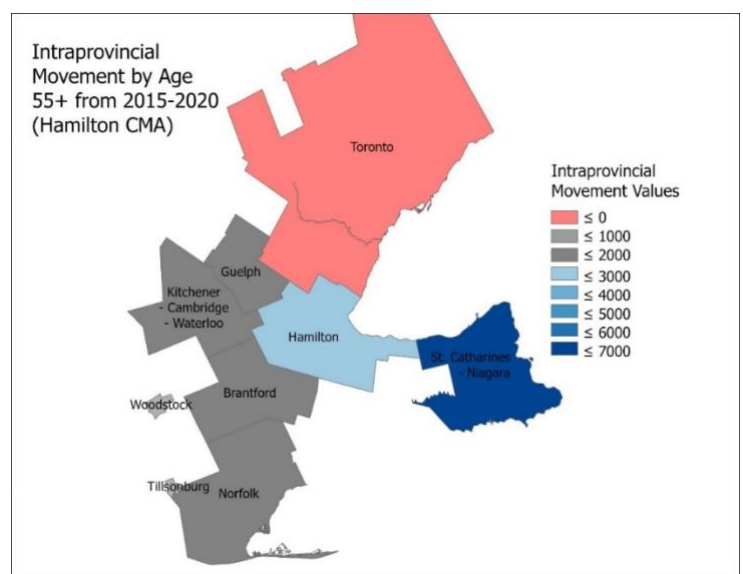 Intraprovincial
Movement by Age
55+ from 2015-2020
(Hamilton CMA)
Toronto
Intraprovincial
Movement Values
≤ 0
≤ 1000
≤ 2000
≤ 3000
≤ 4000
≤ 5000
≤ 6000
≤ 7000
Guelph
Kitchener
- Cambridge
- Waterloo
Hamilton
St. Catharines
- Niagara
Brantford
Woodstock
Tillsonburg
Norfolk